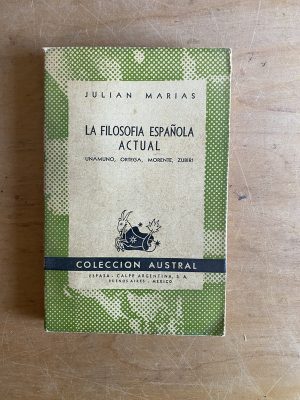 JULIAN MARIAS
LA FILOSOFIA ESPAÑOLA
ACTUAL
UNAMUNO, ORTEGA, MORENTE, ZUBIRI
COLECCION AUSTRAL
ESPASA - CALPE ARGENTINA, S. A.
BUENOS AIRES - MEXICO